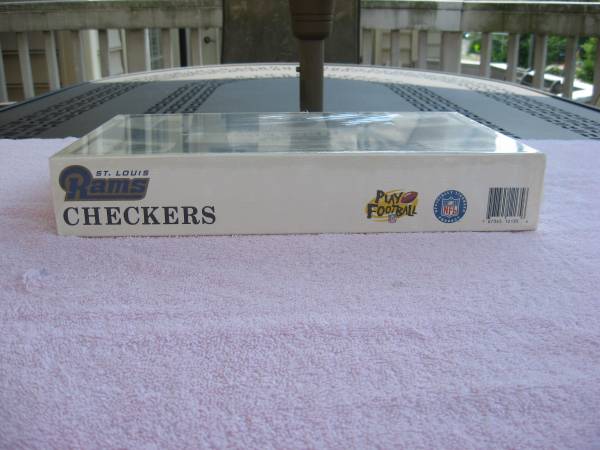 ST. LOUIS
Rams
CHECKERS
PLAY
FOOTBALL
NFL